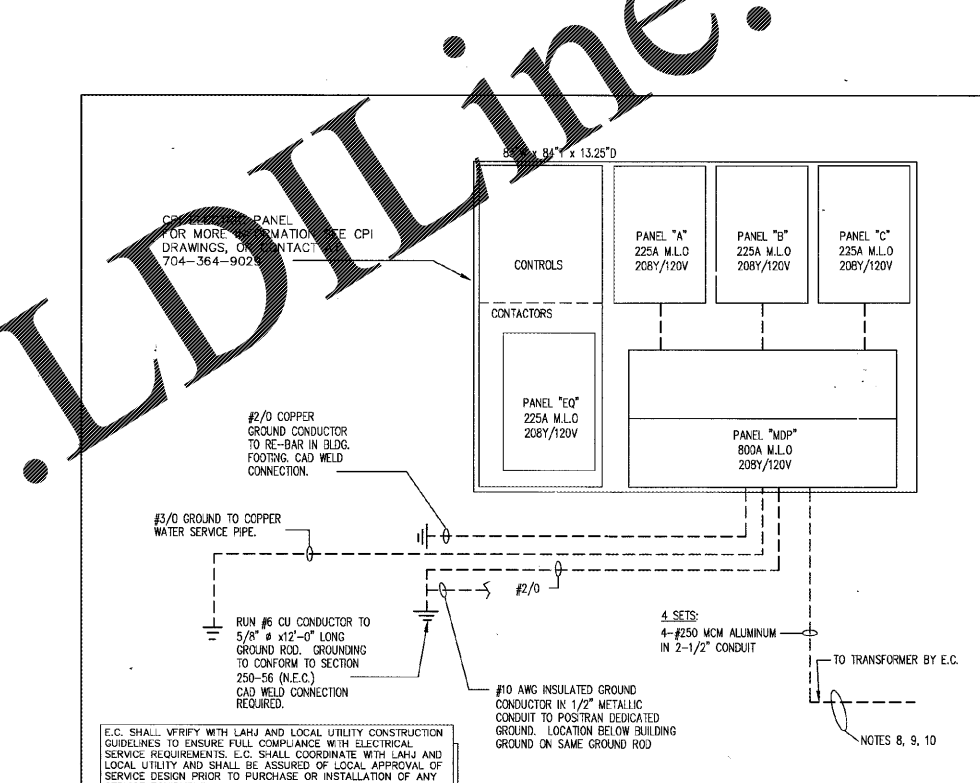 .LDILine.
8"W x 84"T x 13.25"D
CPI ELECTRIC PANEL
FOR MORE INFORMATION SEE CPI
DRAWINGS, OR CONTACT AT
704-364-9029
CONTROLS
CONTACTORS
PANEL "A"
225A M.L.O
208Y/120V
PANEL "B"
225A M.L.O
208Y/120V
PANEL "C"
225A M.L.O
208Y/120V
PANEL "EQ"
225A M.L.O
208Y/120V
PANEL "MDP"
800A M.L.O
208Y/120V
#2/0 COPPER
GROUND CONDUCTOR
TO RE-BAR IN BLDG.
FOOTING. CAD WELD
CONNECTION.
#3/0 GROUND TO COPPER
WATER SERVICE PIPE.
#2/0
RUN #6 CU CONDUCTOR TO
5/8" ø x12'-0" LONG
GROUND ROD. GROUNDING
TO CONFORM TO SECTION
250-56 (N.E.C.)
CAD WELD CONNECTION
REQUIRED.
4 SETS:
4-#250 MCM ALUMINUM
IN 2-1/2" CONDUIT
TO TRANSFORMER BY E.C.
#10 AWG INSULATED GROUND
CONDUCTOR IN 1/2" METALLIC
CONDUIT TO POSITRAN DEDICATED
GROUND. LOCATION BELOW BUILDING
GROUND ON SAME GROUND ROD
NOTES 8, 9, 10
E.C. SHALL VERIFY WITH LAHJ AND LOCAL UTILITY CONSTRUCTION
GUIDELINES TO ENSURE FULL COMPLIANCE WITH ELECTRICAL
SERVICE REQUIREMENTS. E.C. SHALL COORDINATE WITH LAHJ AND
LOCAL UTILITY AND SHALL BE ASSURED OF LOCAL APPROVAL OF
SERVICE DESIGN PRIOR TO PURCHASE OR INSTALLATION OF ANY